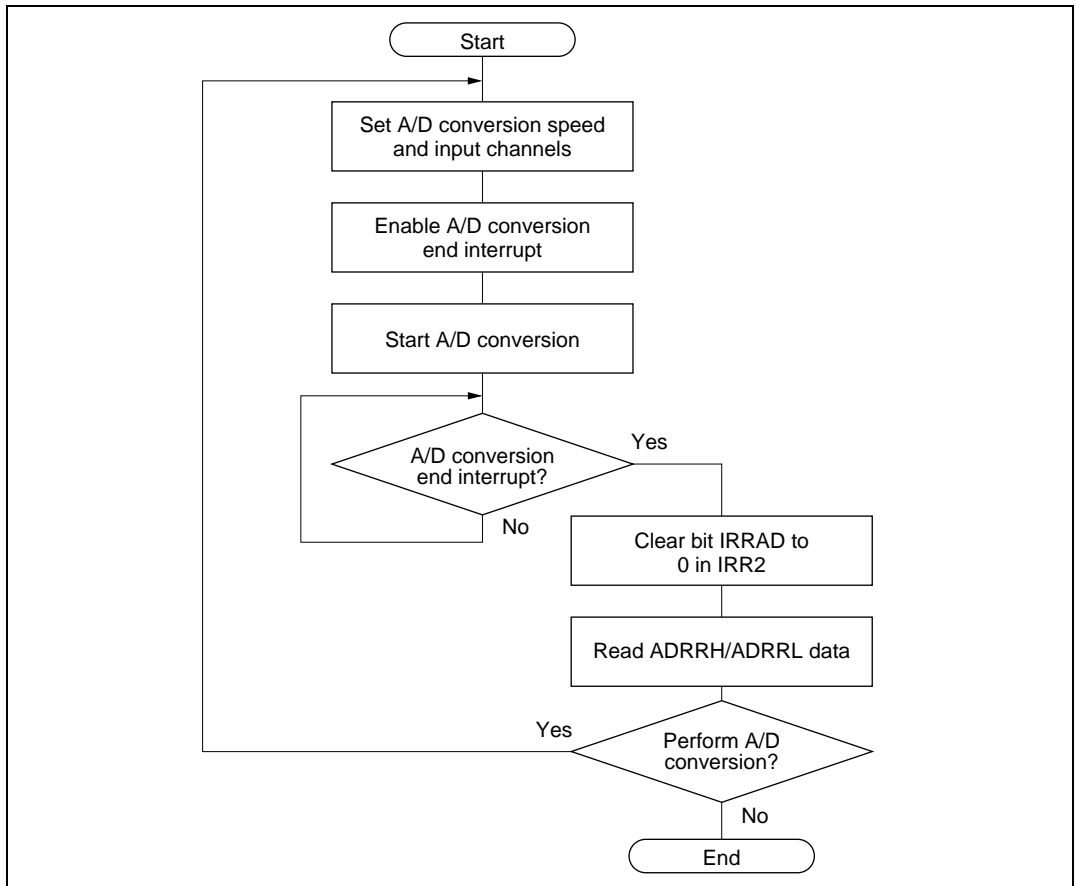 Start
Set A/D conversion speed
and input channels
Enable A/D conversion
end interrupt
Start A/D conversion
A/D conversion
end interrupt?
Yes
No
Clear bit IRRAD to
0 in IRR2
Read ADRRH/ADRRL data
Perform A/D
conversion?
Yes
No
End